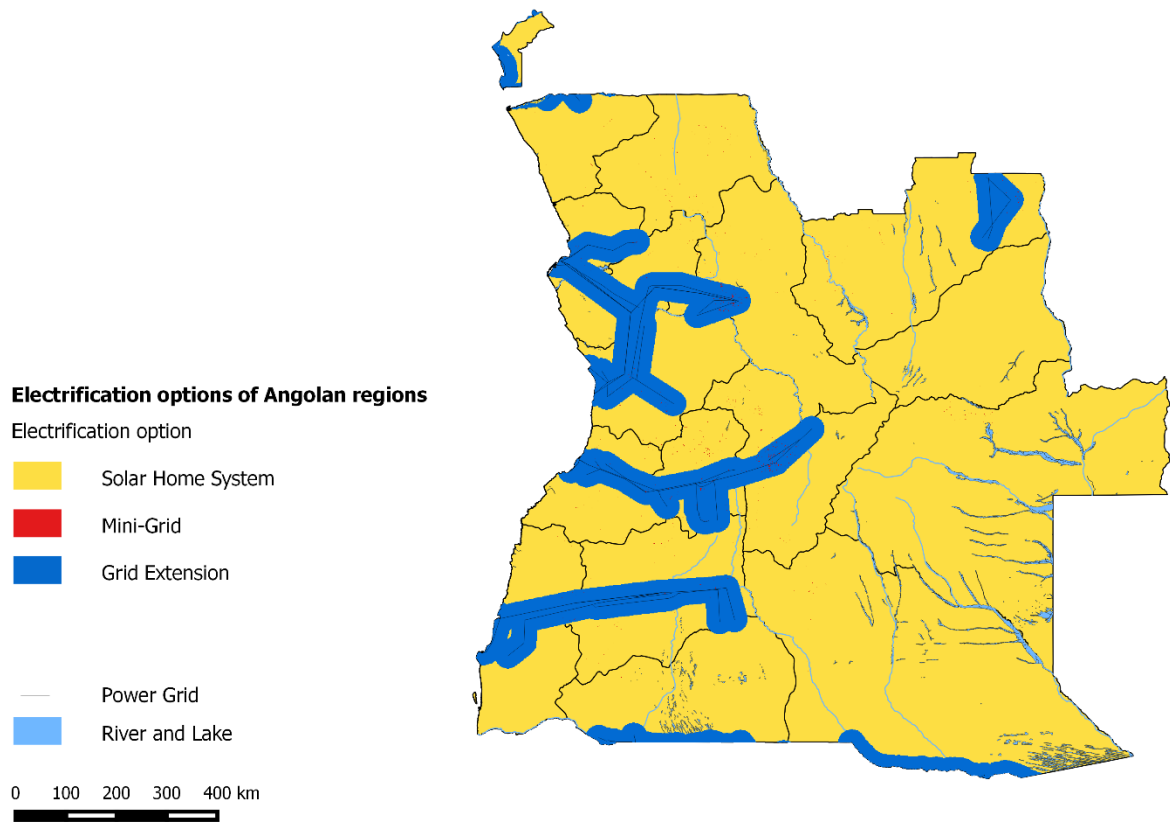 Electrification options of Angolan regions
Electrification option
Solar Home System
Mini-Grid
Grid Extension
Power Grid
River and Lake
0 100 200 300 400 km